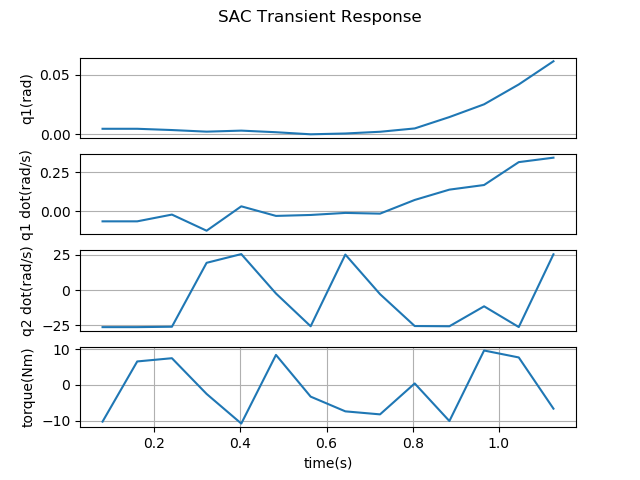 SAC Transient Response
0.05
0.00
q1(rad)
0.25
0.00
q1 dot(rad/s)
25
0
−25
q2 dot(rad/s)
10
0
−10
torque(Nm)
0.2 0.4 0.6 0.8 1.0
time(s)